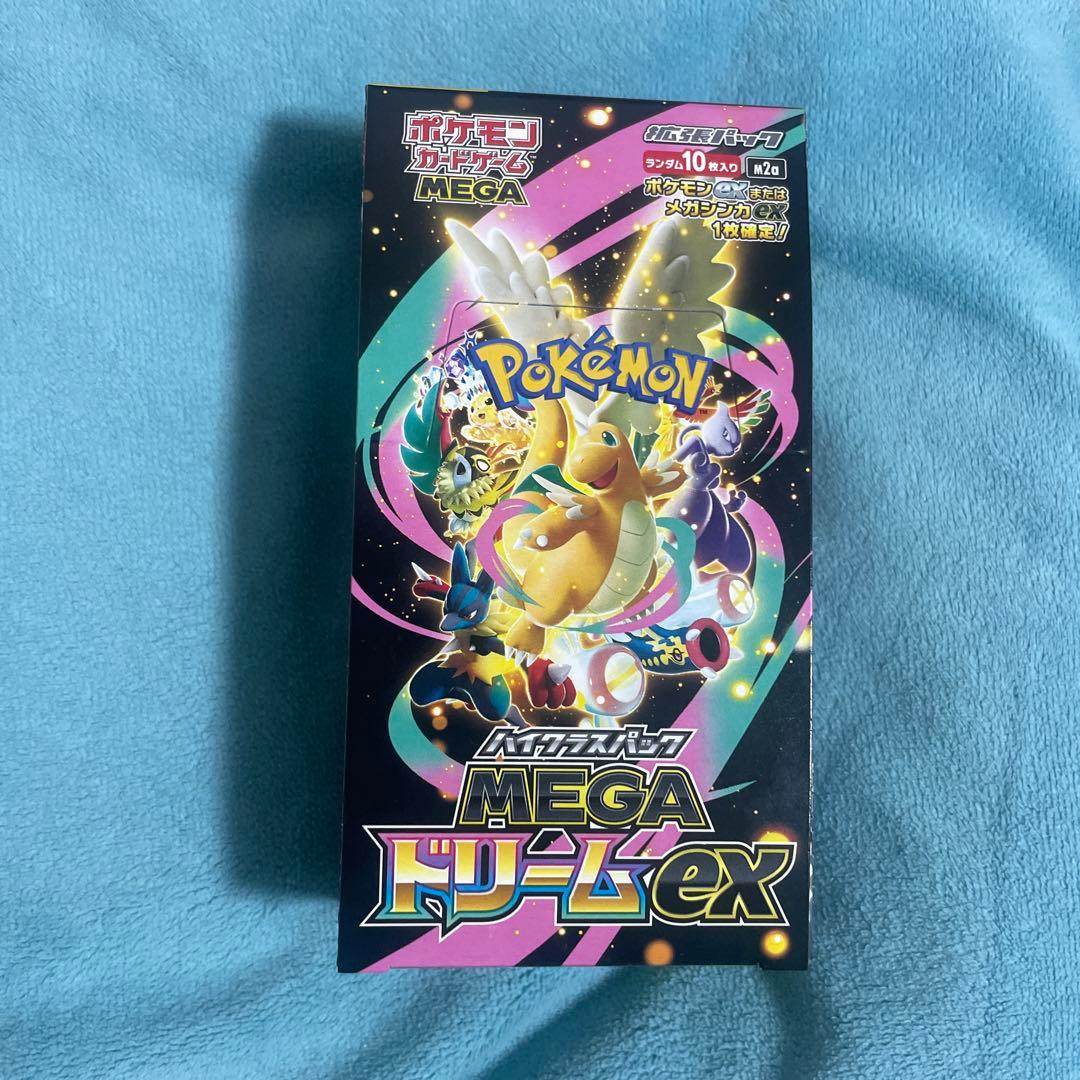 ポケモン
カードゲーム™
MEGA
拡張パック
ランダム10枚入り M2a
ポケモンexまたは
メガシンカex
1枚確定!
POKéMON
™
ハイクラスパック
MEGA
ドリームex